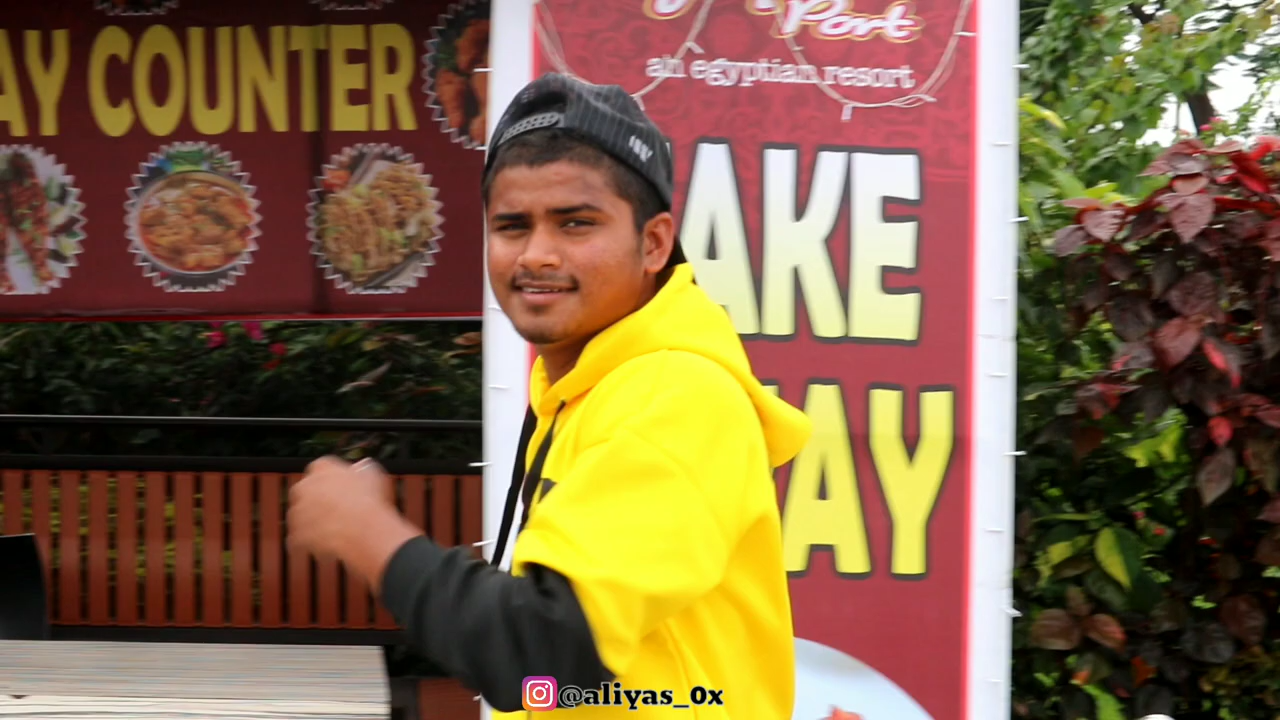 AY COUNTER
Port
an egyptian resort
AKE
AY
@aliyas_0x